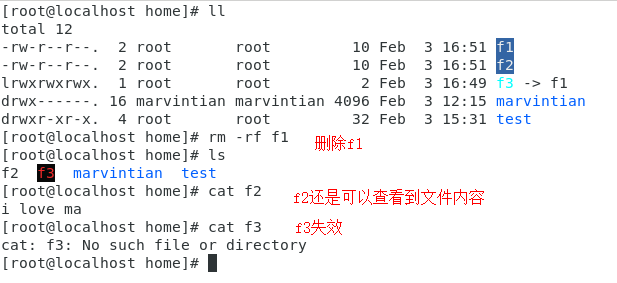 [root@localhost home]# ll
total 12
-rw-r--r--.  2 root       root         10 Feb  3 16:51 f1
-rw-r--r--.  2 root       root         10 Feb  3 16:51 f2
lrwxrwxrwx.  1 root       root          2 Feb  3 16:49 f3 -> f1
drwx------. 16 marvintian marvintian 4096 Feb  3 12:15 marvintian
drwxr-xr-x.  4 root       root         32 Feb  3 15:31 test
[root@localhost home]# rm -rf f1 删除f1
[root@localhost home]# ls
f2  f3  marvintian  test
[root@localhost home]# cat f2 f2还是可以查看到文件内容
i love ma
[root@localhost home]# cat f3 f3失效
cat: f3: No such file or directory
[root@localhost home]#